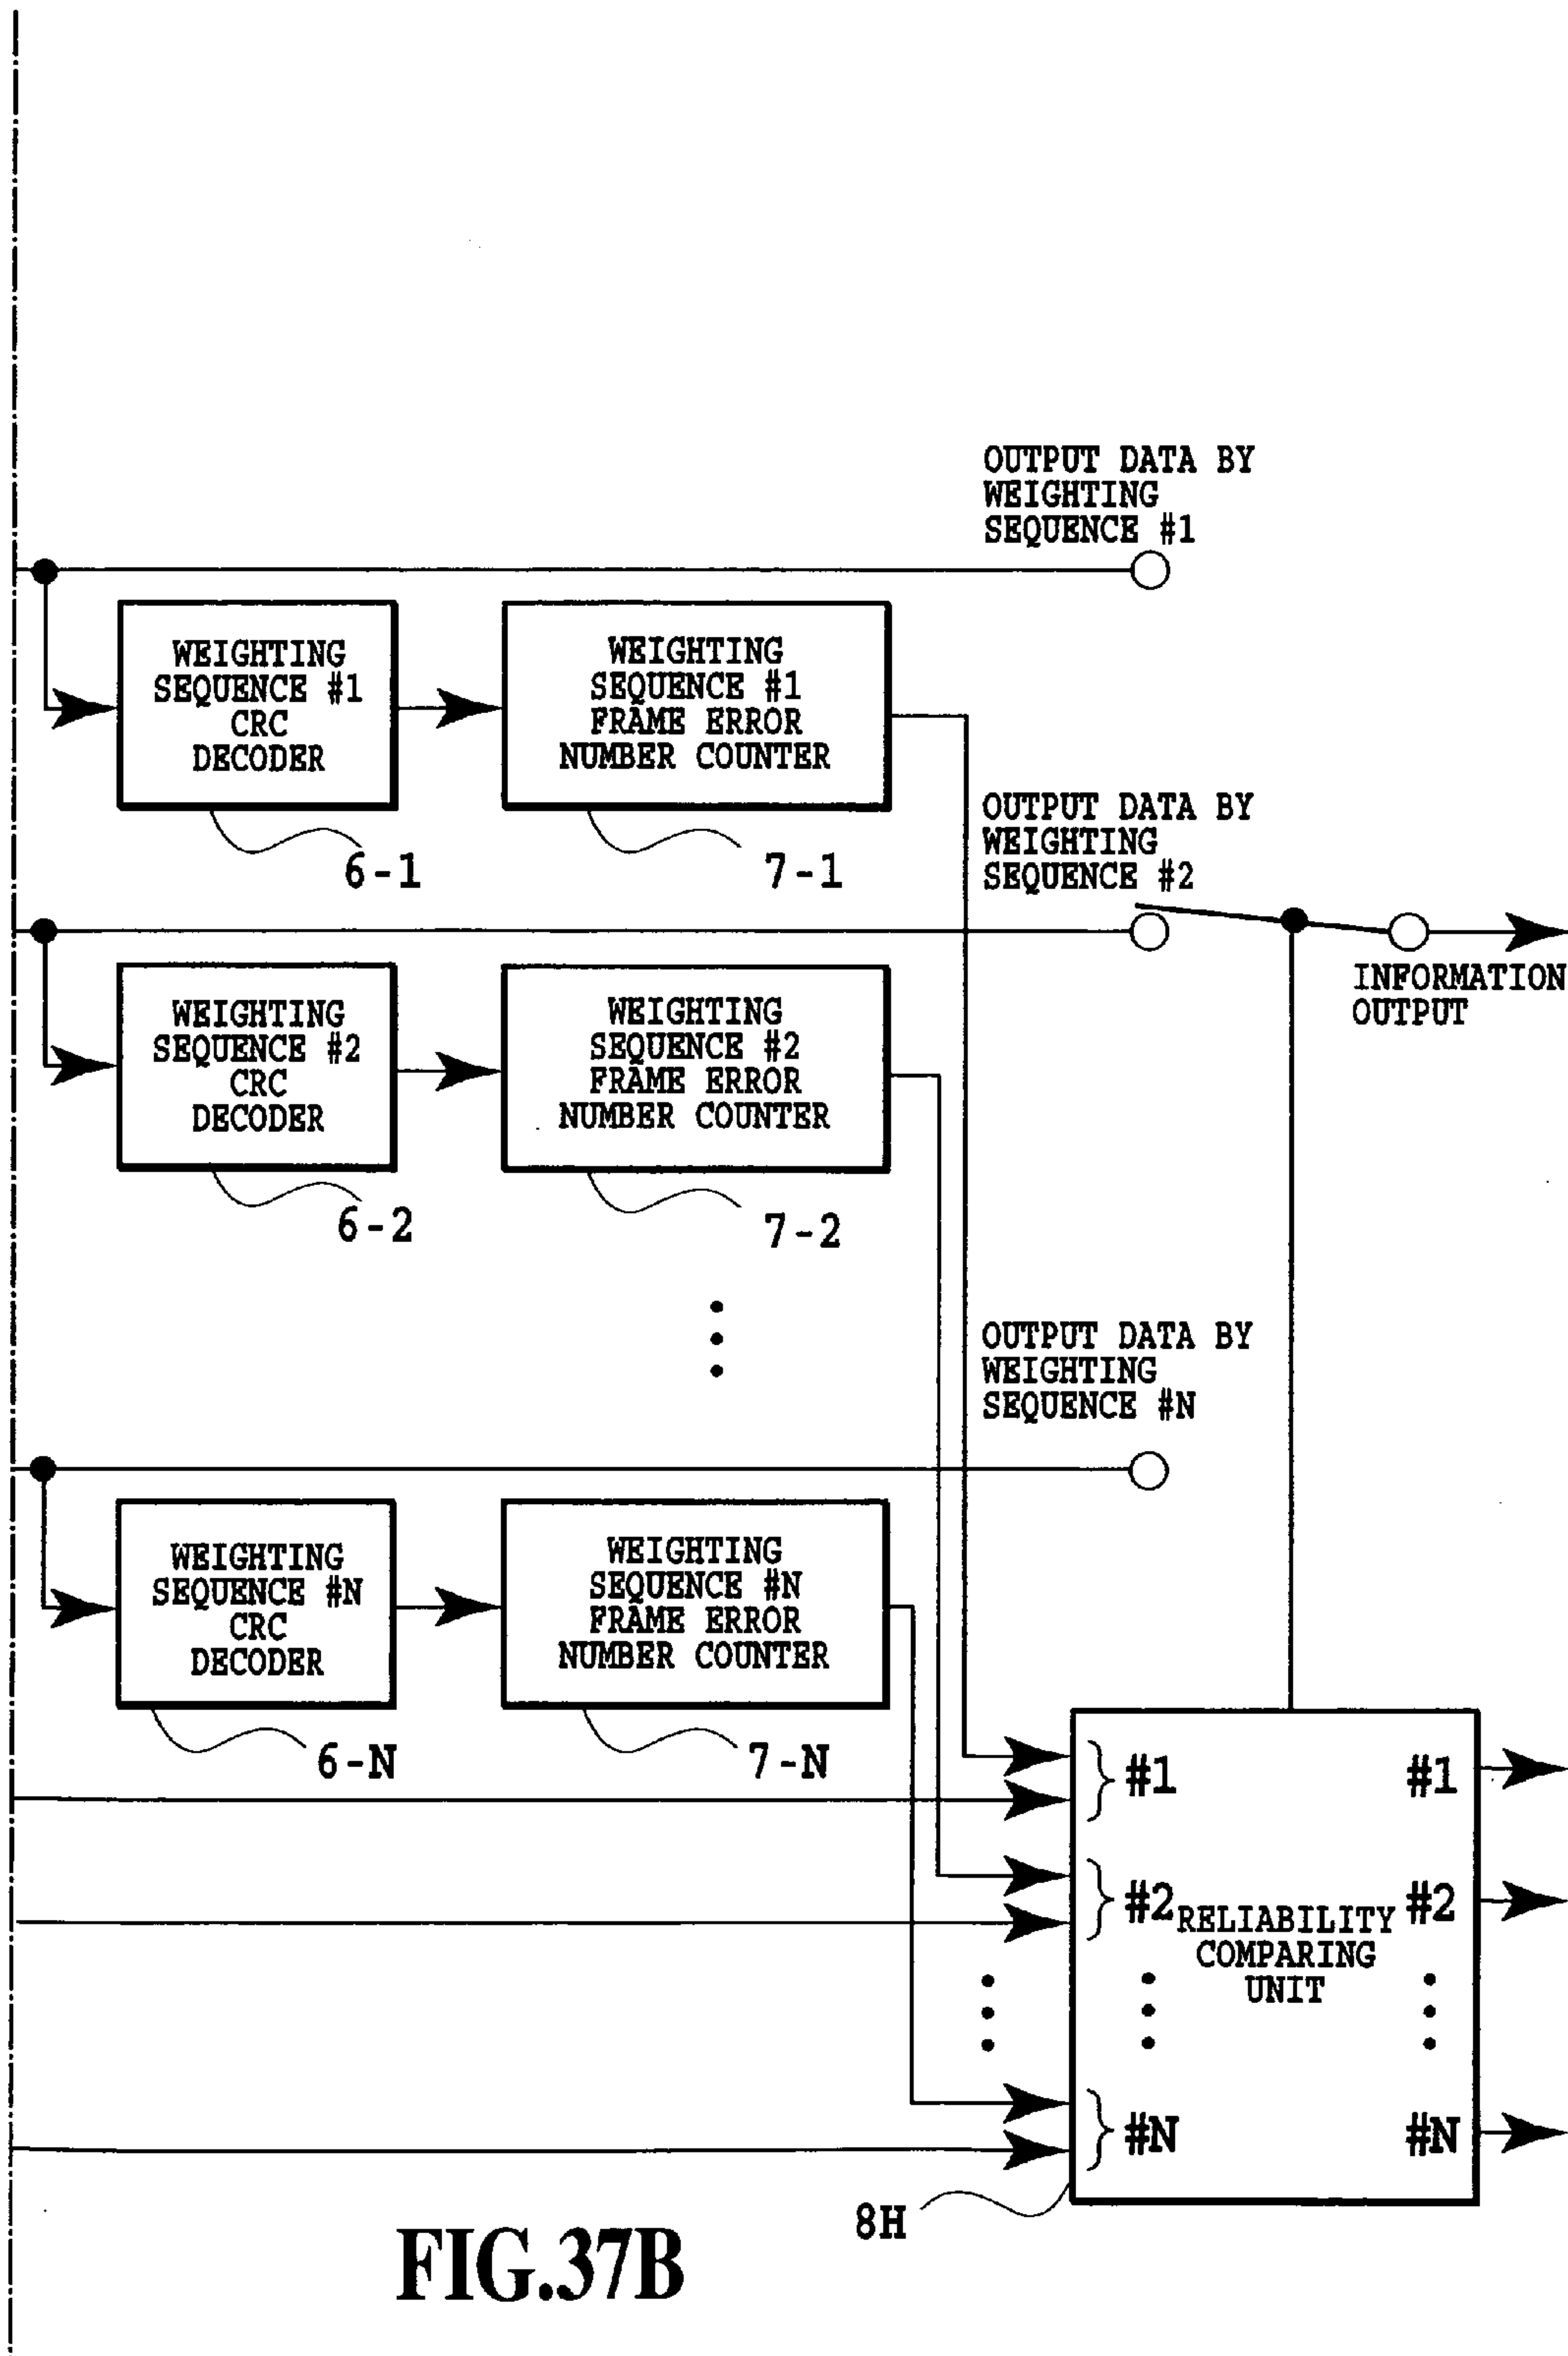 OUTPUT DATA BY
WEIGHTING
SEQUENCE #1
WEIGHTING
SEQUENCE #1
CRC
DECODER
WEIGHTING
SEQUENCE #1
FRAME ERROR
NUMBER COUNTER
6-1
7-1
OUTPUT DATA BY
WEIGHTING
SEQUENCE #2
INFORMATION
OUTPUT
WEIGHTING
SEQUENCE #2
CRC
DECODER
WEIGHTING
SEQUENCE #2
FRAME ERROR
NUMBER COUNTER
6-2
7-2
OUTPUT DATA BY
WEIGHTING
SEQUENCE #N
WEIGHTING
SEQUENCE #N
CRC
DECODER
WEIGHTING
SEQUENCE #N
FRAME ERROR
NUMBER COUNTER
6-N
7-N
#1
#1
#2
RELIABILITY
COMPARING
UNIT
#2
#N
#N
8H
FIG.37B